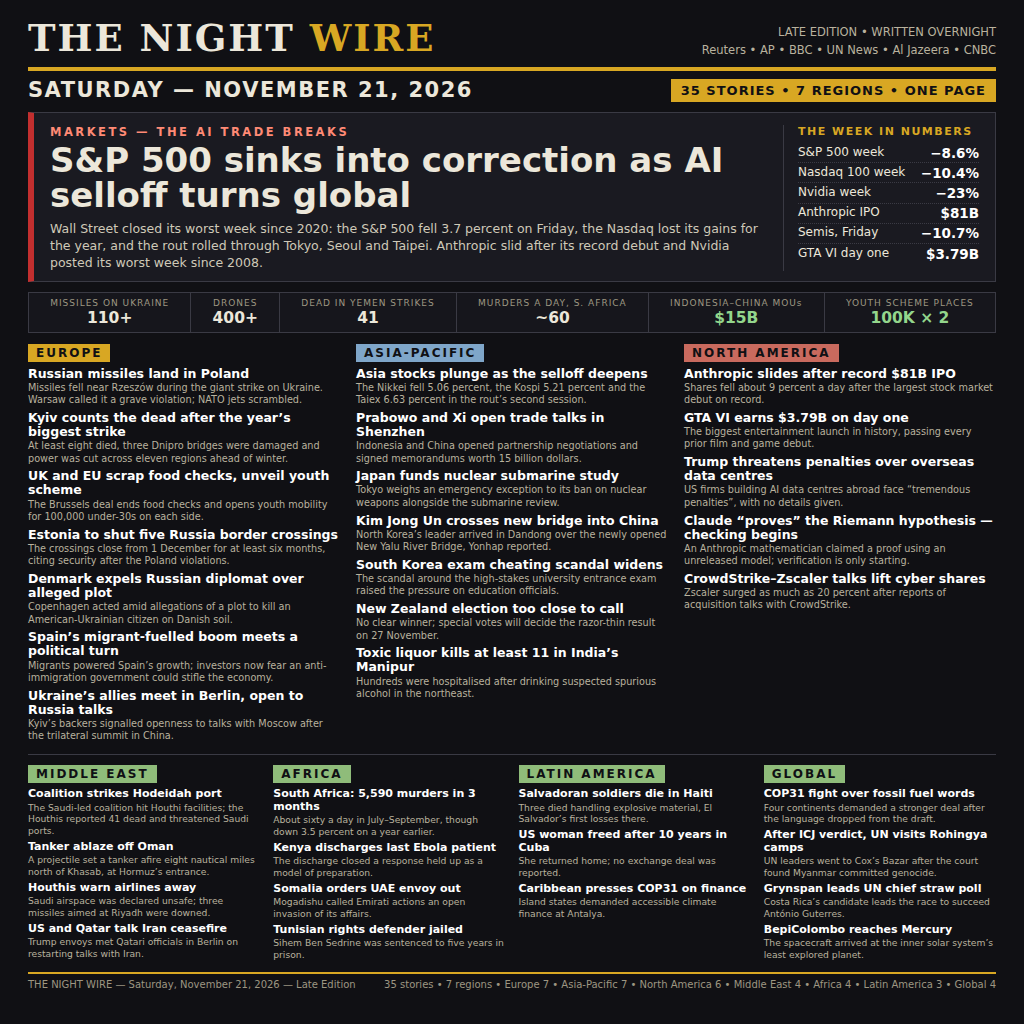 THE NIGHT WIRE
LATE EDITION • WRITTEN OVERNIGHT
Reuters • AP • BBC • UN News • Al Jazeera • CNBC
SATURDAY — NOVEMBER 21, 2026
35 STORIES • 7 REGIONS • ONE PAGE
MARKETS — THE AI TRADE BREAKS
S&P 500 sinks into correction as AI
selloff turns global
Wall Street closed its worst week since 2020: the S&P 500 fell 3.7 percent on Friday, the Nasdaq lost its gains for
the year, and the rout rolled through Tokyo, Seoul and Taipei. Anthropic slid after its record debut and Nvidia
posted its worst week since 2008.
THE WEEK IN NUMBERS
S&P 500 week −8.6%
Nasdaq 100 week −10.4%
Nvidia week −23%
Anthropic IPO $81B
Semis, Friday −10.7%
GTA VI day one $3.79B
MISSILES ON UKRAINE
110+
DRONES
400+
DEAD IN YEMEN STRIKES
41
MURDERS A DAY, S. AFRICA
~60
INDONESIA–CHINA MOUs
$15B
YOUTH SCHEME PLACES
100K × 2
EUROPE
Russian missiles land in Poland
Missiles fell near Rzeszów during the giant strike on Ukraine.
Warsaw called it a grave violation; NATO jets scrambled.
Kyiv counts the dead after the year’s
biggest strike
At least eight died, three Dnipro bridges were damaged and
power was cut across eleven regions ahead of winter.
UK and EU scrap food checks, unveil youth
scheme
The Brussels deal ends food checks and opens youth mobility
for 100,000 under-30s on each side.
Estonia to shut five Russia border crossings
The crossings close from 1 December for at least six months,
citing security after the Poland violations.
Denmark expels Russian diplomat over
alleged plot
Copenhagen acted amid allegations of a plot to kill an
American-Ukrainian citizen on Danish soil.
Spain’s migrant-fuelled boom meets a
political turn
Migrants powered Spain’s growth; investors now fear an anti-
immigration government could stifle the economy.
Ukraine’s allies meet in Berlin, open to
Russia talks
Kyiv’s backers signalled openness to talks with Moscow after
the trilateral summit in China.
ASIA-PACIFIC
Asia stocks plunge as the selloff deepens
The Nikkei fell 5.06 percent, the Kospi 5.21 percent and the
Taiex 6.63 percent in the rout’s second session.
Prabowo and Xi open trade talks in
Shenzhen
Indonesia and China opened partnership negotiations and
signed memorandums worth 15 billion dollars.
Japan funds nuclear submarine study
Tokyo weighs an emergency exception to its ban on nuclear
weapons alongside the submarine review.
Kim Jong Un crosses new bridge into China
North Korea’s leader arrived in Dandong over the newly opened
New Yalu River Bridge, Yonhap reported.
South Korea exam cheating scandal widens
The scandal around the high-stakes university entrance exam
raised the pressure on education officials.
New Zealand election too close to call
No clear winner; special votes will decide the razor-thin result
on 27 November.
Toxic liquor kills at least 11 in India’s
Manipur
Hundreds were hospitalised after drinking suspected spurious
alcohol in the northeast.
NORTH AMERICA
Anthropic slides after record $81B IPO
Shares fell about 9 percent a day after the largest stock market
debut on record.
GTA VI earns $3.79B on day one
The biggest entertainment launch in history, passing every
prior film and game debut.
Trump threatens penalties over overseas
data centres
US firms building AI data centres abroad face “tremendous
penalties”, with no details given.
Claude “proves” the Riemann hypothesis —
checking begins
An Anthropic mathematician claimed a proof using an
unreleased model; verification is only starting.
CrowdStrike–Zscaler talks lift cyber shares
Zscaler surged as much as 20 percent after reports of
acquisition talks with CrowdStrike.
MIDDLE EAST
Coalition strikes Hodeidah port
The Saudi-led coalition hit Houthi facilities; the
Houthis reported 41 dead and threatened Saudi
ports.
Tanker ablaze off Oman
A projectile set a tanker afire eight nautical miles
north of Khasab, at Hormuz’s entrance.
Houthis warn airlines away
Saudi airspace was declared unsafe; three
missiles aimed at Riyadh were downed.
US and Qatar talk Iran ceasefire
Trump envoys met Qatari officials in Berlin on
restarting talks with Iran.
AFRICA
South Africa: 5,590 murders in 3
months
About sixty a day in July–September, though
down 3.5 percent on a year earlier.
Kenya discharges last Ebola patient
The discharge closed a response held up as a
model of preparation.
Somalia orders UAE envoy out
Mogadishu called Emirati actions an open
invasion of its affairs.
Tunisian rights defender jailed
Sihem Ben Sedrine was sentenced to five years in
prison.
LATIN AMERICA
Salvadoran soldiers die in Haiti
Three died handling explosive material, El
Salvador’s first losses there.
US woman freed after 10 years in
Cuba
She returned home; no exchange deal was
reported.
Caribbean presses COP31 on finance
Island states demanded accessible climate
finance at Antalya.
GLOBAL
COP31 fight over fossil fuel words
Four continents demanded a stronger deal after
the language dropped from the draft.
After ICJ verdict, UN visits Rohingya
camps
UN leaders went to Cox’s Bazar after the court
found Myanmar committed genocide.
Grynspan leads UN chief straw poll
Costa Rica’s candidate leads the race to succeed
António Guterres.
BepiColombo reaches Mercury
The spacecraft arrived at the inner solar system’s
least explored planet.
THE NIGHT WIRE — Saturday, November 21, 2026 — Late Edition
35 stories • 7 regions • Europe 7 • Asia-Pacific 7 • North America 6 • Middle East 4 • Africa 4 • Latin America 3 • Global 4